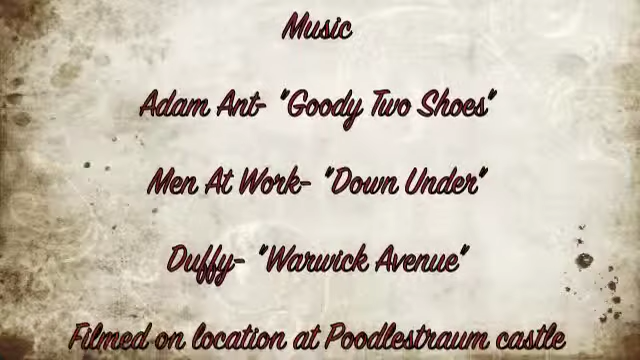 Music
Adam Ant- "Goody Two Shoes"
Men At Work- "Down Under"
Duffy- "Warwick Avenue"
Filmed on location at Poodlestraum castle